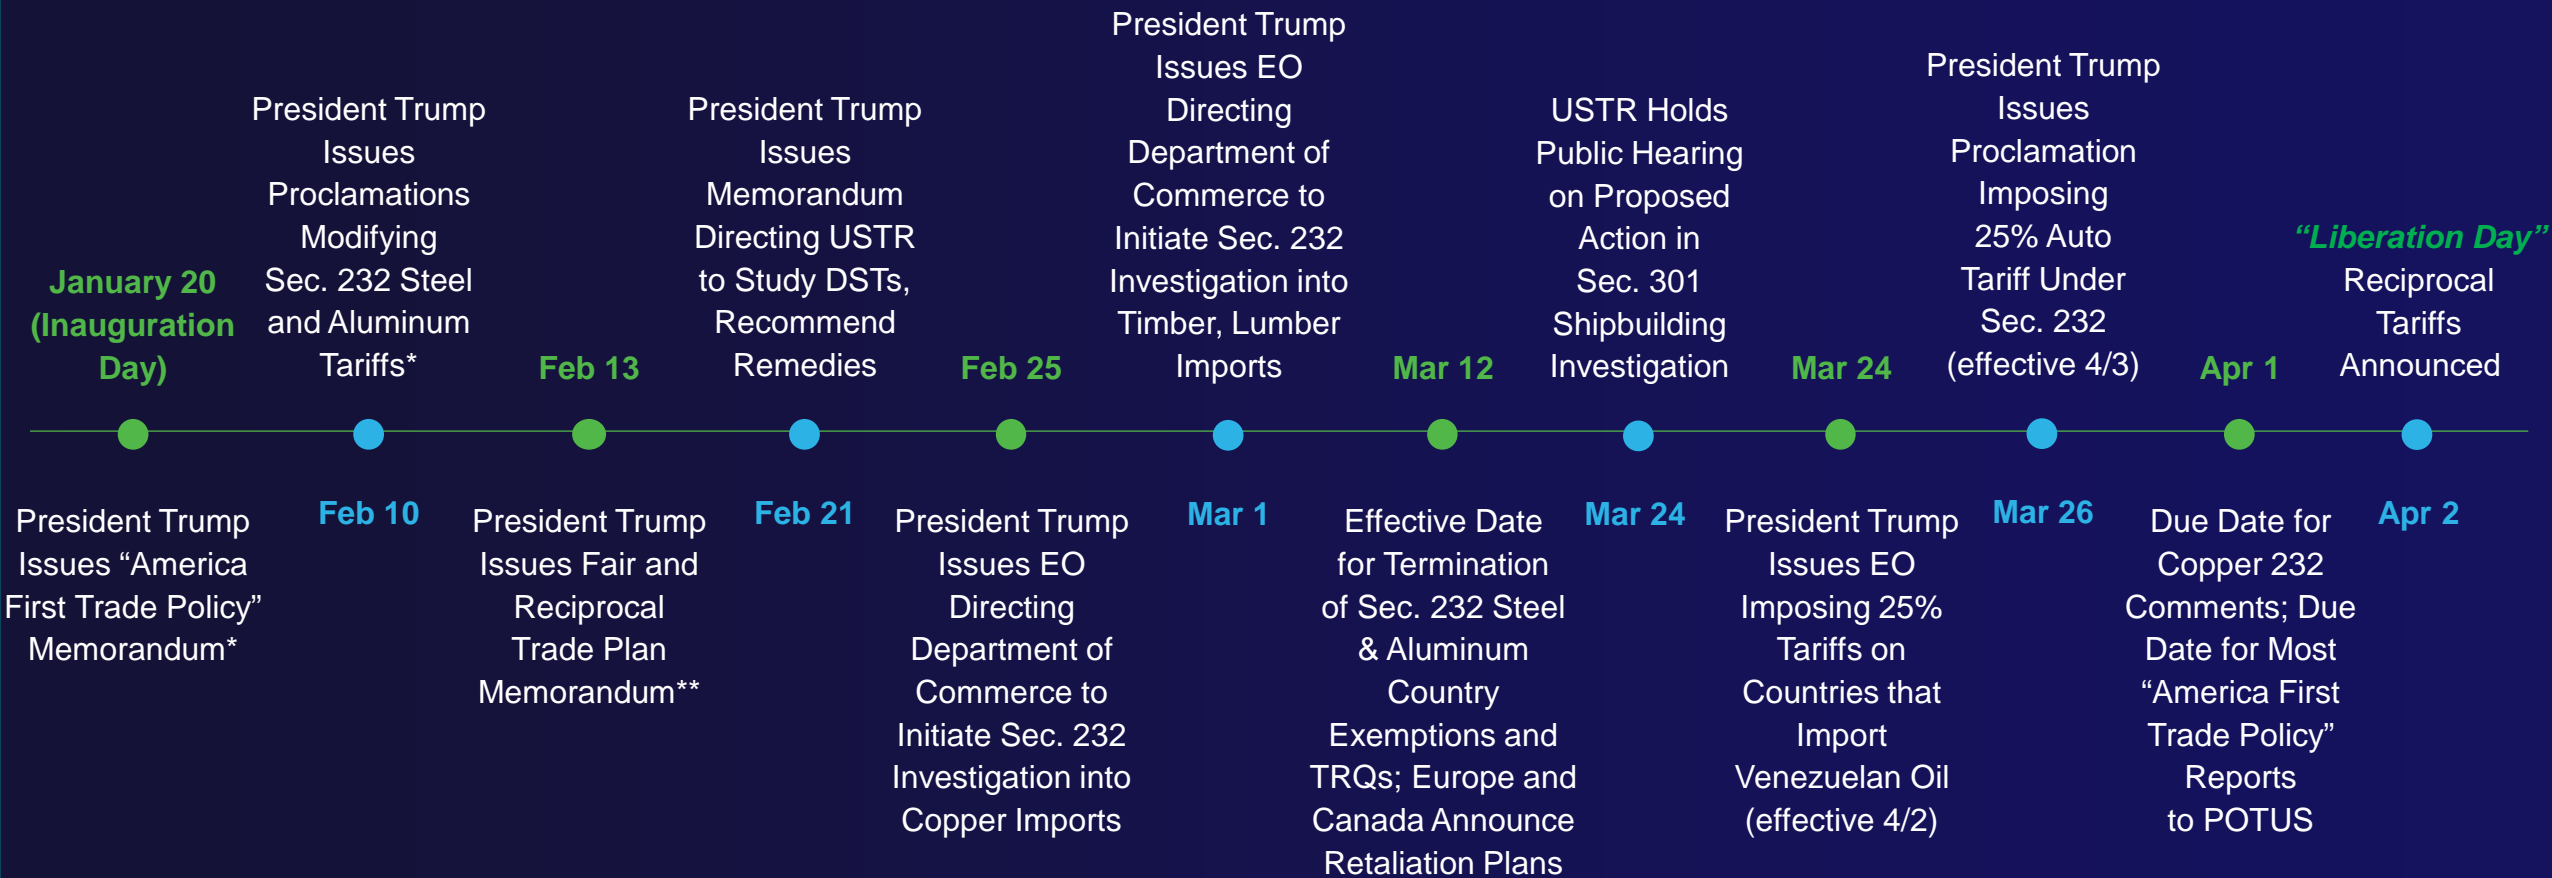 January 20
(Inauguration
Day)
President Trump
Issues "America
First Trade Policy"
Memorandum*
President Trump
Issues
Proclamations
Modifying
Sec. 232 Steel
and Aluminum
Tariffs*
Feb 10
Feb 13
President Trump
Issues Fair and
Reciprocal
Trade Plan
Memorandum**
President Trump
Issues
Memorandum
Directing USTR
to Study DSTs,
Recommend
Remedies
Feb 21
Feb 25
President Trump
Issues EO
Directing
Department of
Commerce to
Initiate Sec. 232
Investigation into
Copper Imports
President Trump
Issues EO
Directing
Department of
Commerce to
Initiate Sec. 232
Investigation into
Timber, Lumber
Imports
Mar 1
Mar 12
Effective Date
for Termination
of Sec. 232 Steel
& Aluminum
Country
Exemptions and
TRQs; Europe and
Canada Announce
Retaliation Plans
USTR Holds
Public Hearing
on Proposed
Action in
Sec. 301
Shipbuilding
Investigation
Mar 24
Mar 24
President Trump
Issues EO
Imposing 25%
Tariffs on
Countries that
Import
Venezuelan Oil
(effective 4/2)
President Trump
Issues
Proclamation
Imposing
25% Auto
Tariff Under
Sec. 232
(effective 4/3)
Mar 26
Apr 1
Due Date for
Copper 232
Comments; Due
Date for Most
"America First
Trade Policy"
Reports
to POTUS
"Liberation Day"
Reciprocal
Tariffs
Announced
Apr 2